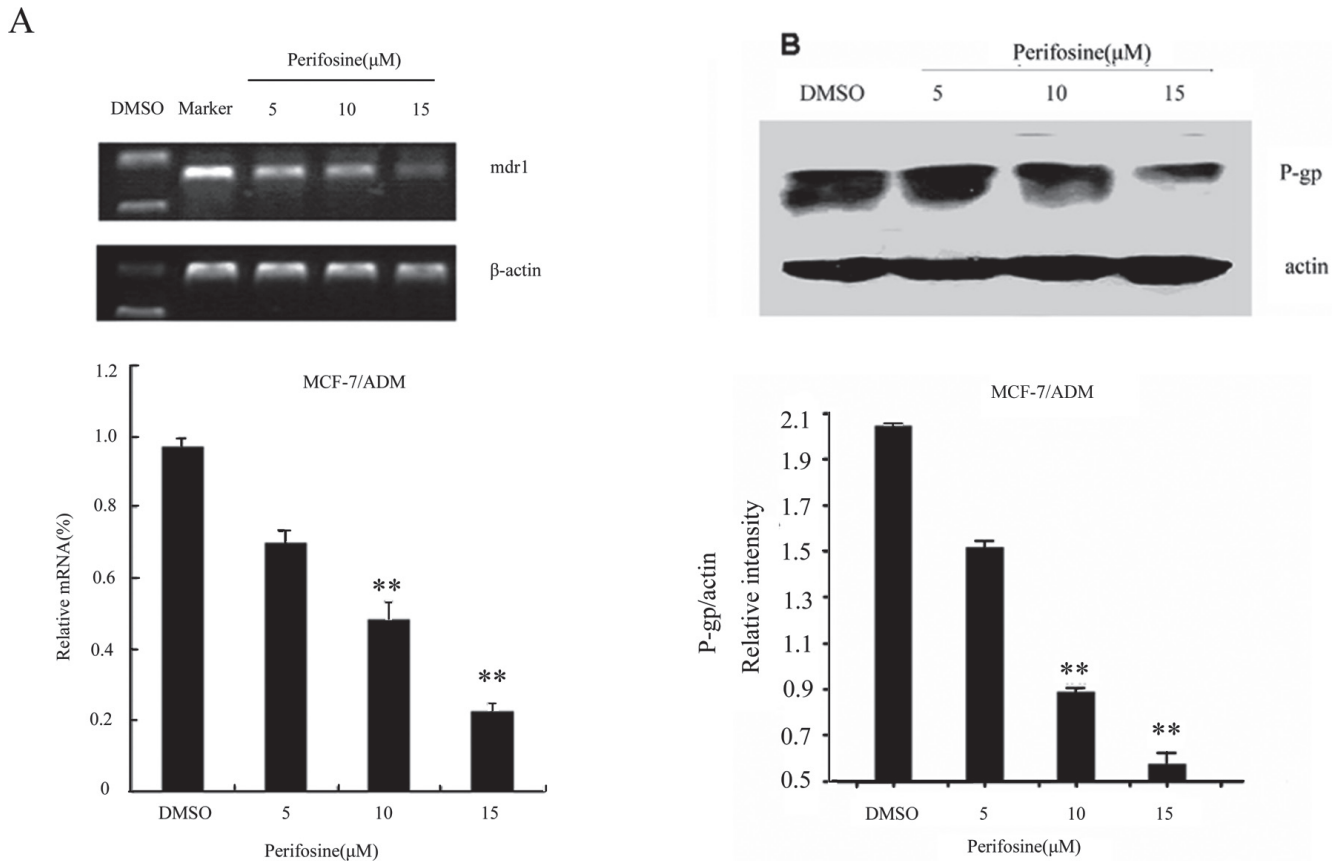 A
Perifosine(μM)
DMSO Marker 5 10 15
mdr1
β-actin
MCF-7/ADM
1.2
1.0
0.8
0.6
0.4
0.2
0
Relative mRNA(%)
**
**
DMSO 5 10 15
Perifosine(μM)
B
Perifosine(μM)
DMSO 5 10 15
P-gp
actin
MCF-7/ADM
2.1
1.9
1.7
1.5
1.3
1.1
0.9
0.7
0.5
P-gp/actin
Relative intensity
**
**
DMSO 5 10 15
Perifosine(μM)